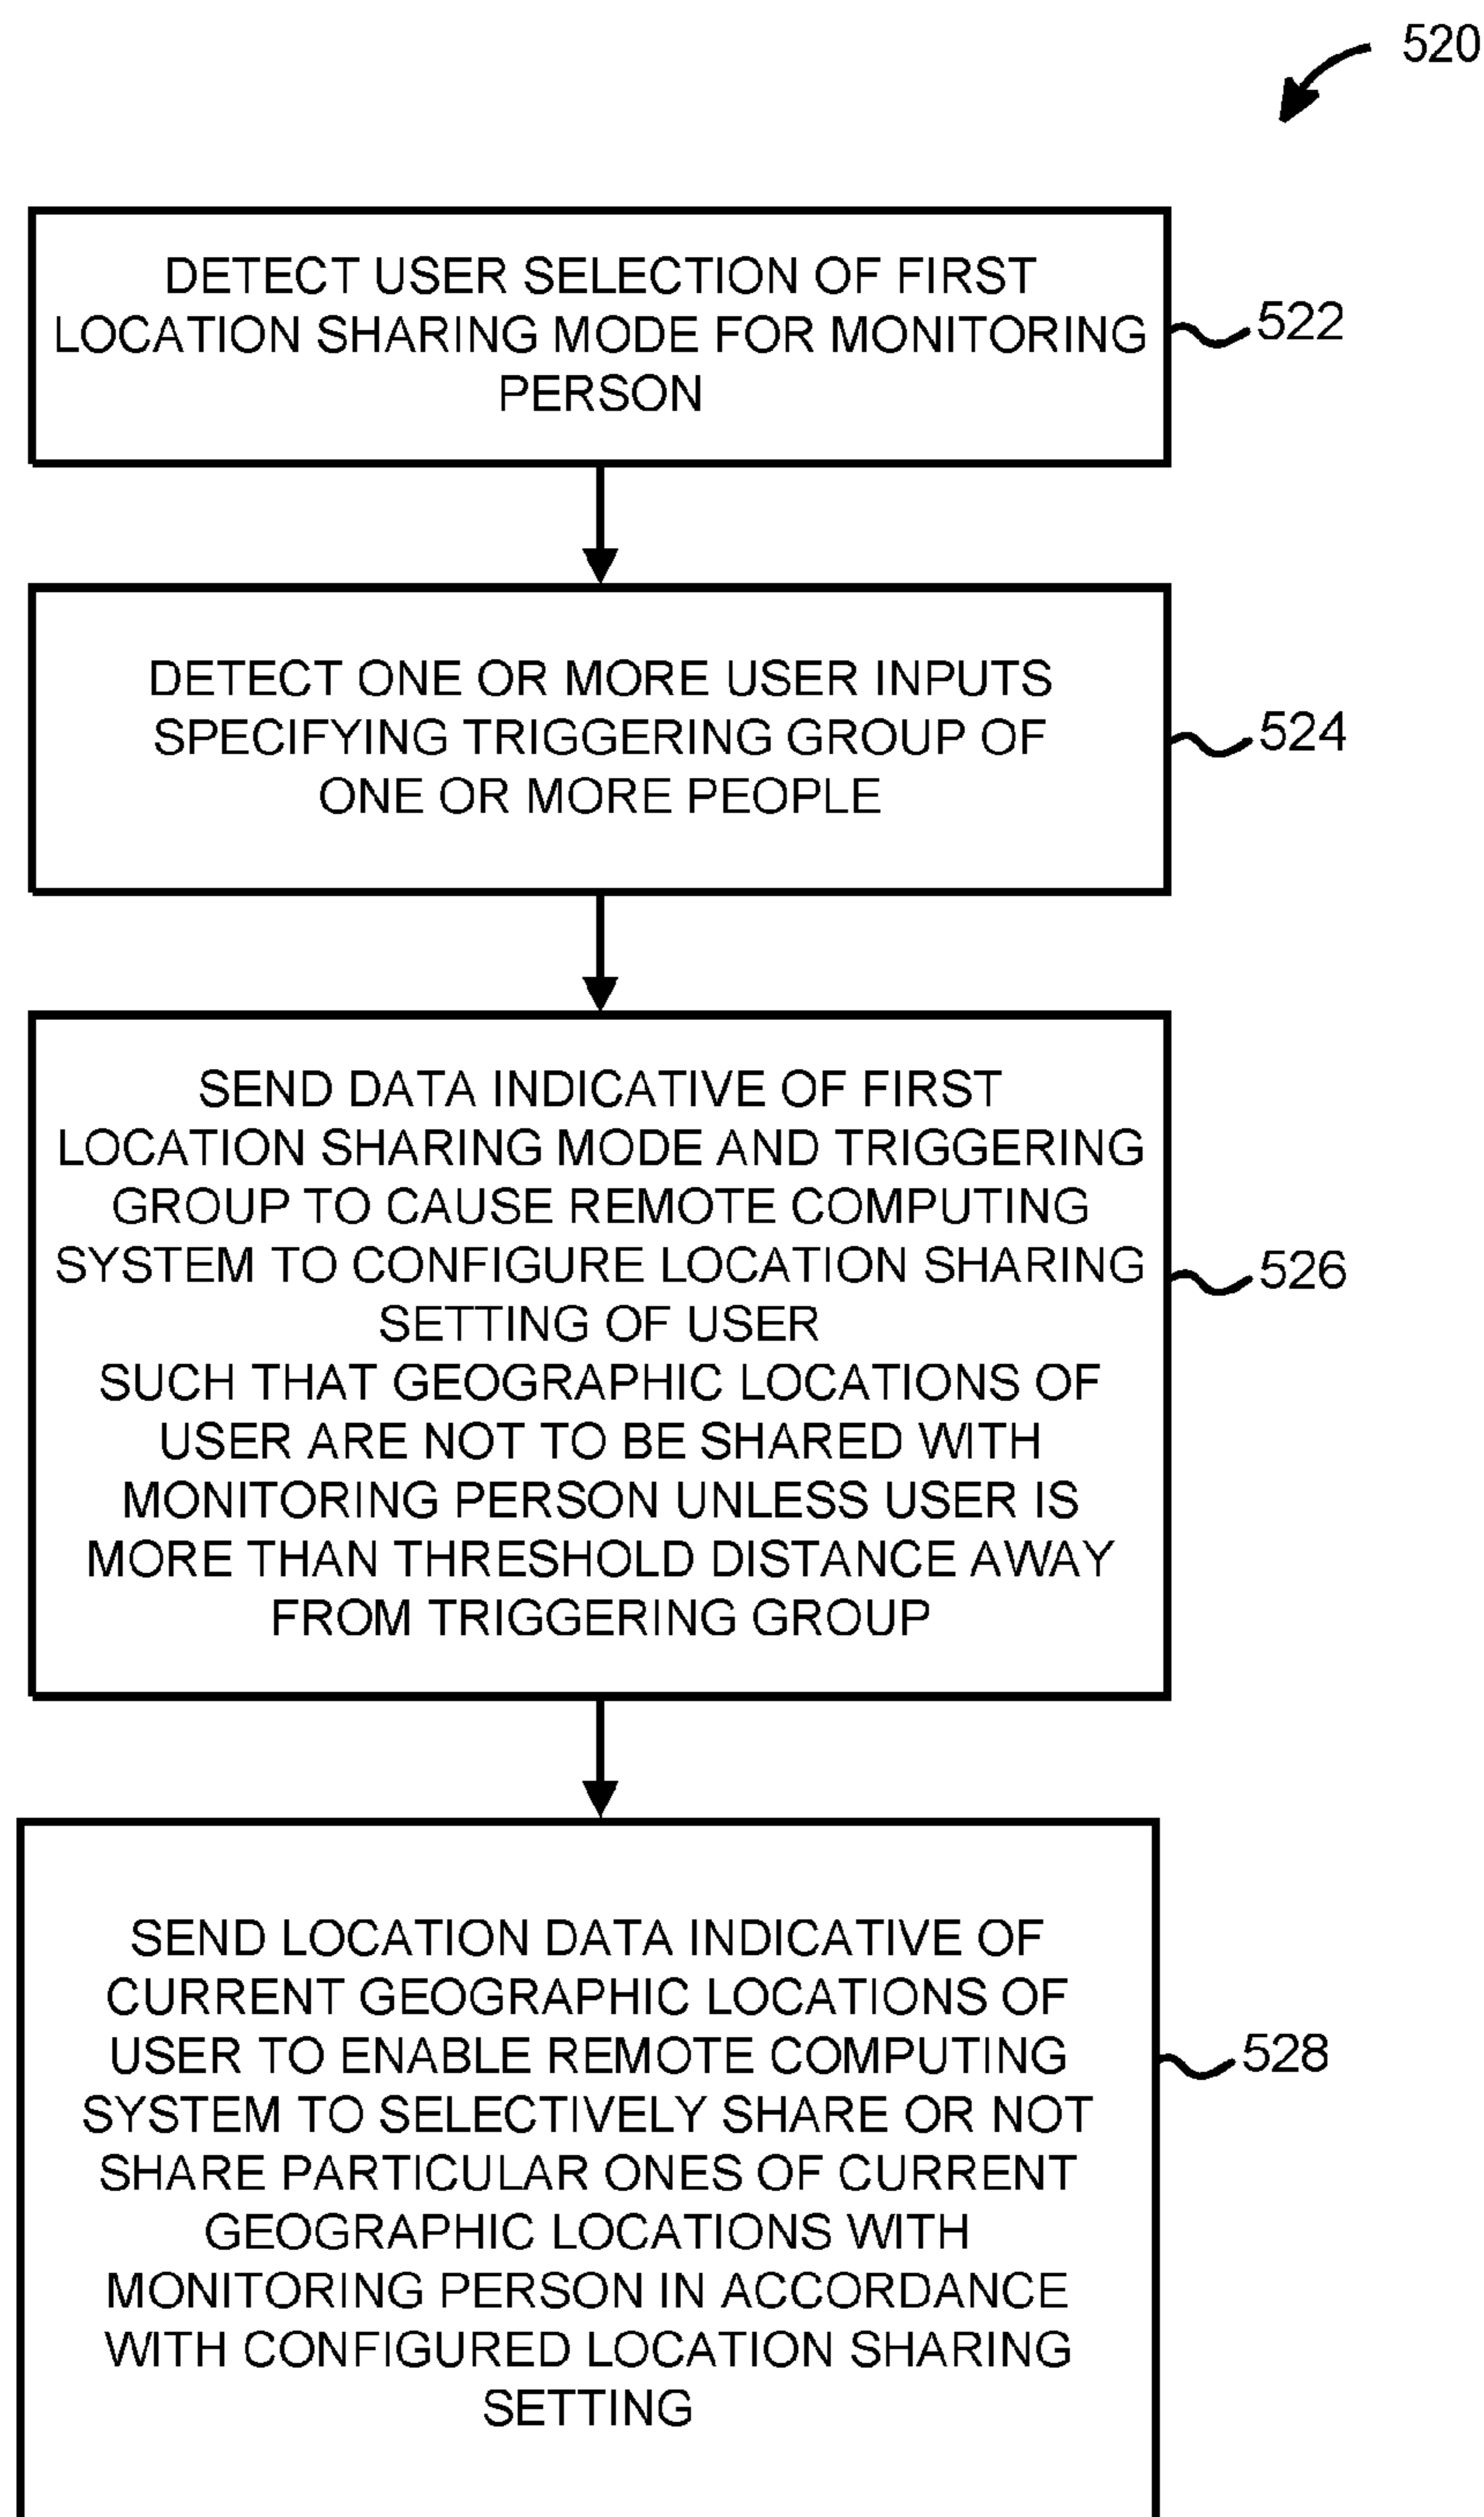 520
DETECT USER SELECTION OF FIRST
LOCATION SHARING MODE FOR MONITORING
PERSON
522
DETECT ONE OR MORE USER INPUTS
SPECIFYING TRIGGERING GROUP OF
ONE OR MORE PEOPLE
524
SEND DATA INDICATIVE OF FIRST
LOCATION SHARING MODE AND TRIGGERING
GROUP TO CAUSE REMOTE COMPUTING
SYSTEM TO CONFIGURE LOCATION SHARING
SETTING OF USER
SUCH THAT GEOGRAPHIC LOCATIONS OF
USER ARE NOT TO BE SHARED WITH
MONITORING PERSON UNLESS USER IS
MORE THAN THRESHOLD DISTANCE AWAY
FROM TRIGGERING GROUP
526
SEND LOCATION DATA INDICATIVE OF
CURRENT GEOGRAPHIC LOCATIONS OF
USER TO ENABLE REMOTE COMPUTING
SYSTEM TO SELECTIVELY SHARE OR NOT
SHARE PARTICULAR ONES OF CURRENT
GEOGRAPHIC LOCATIONS WITH
MONITORING PERSON IN ACCORDANCE
WITH CONFIGURED LOCATION SHARING
SETTING
528